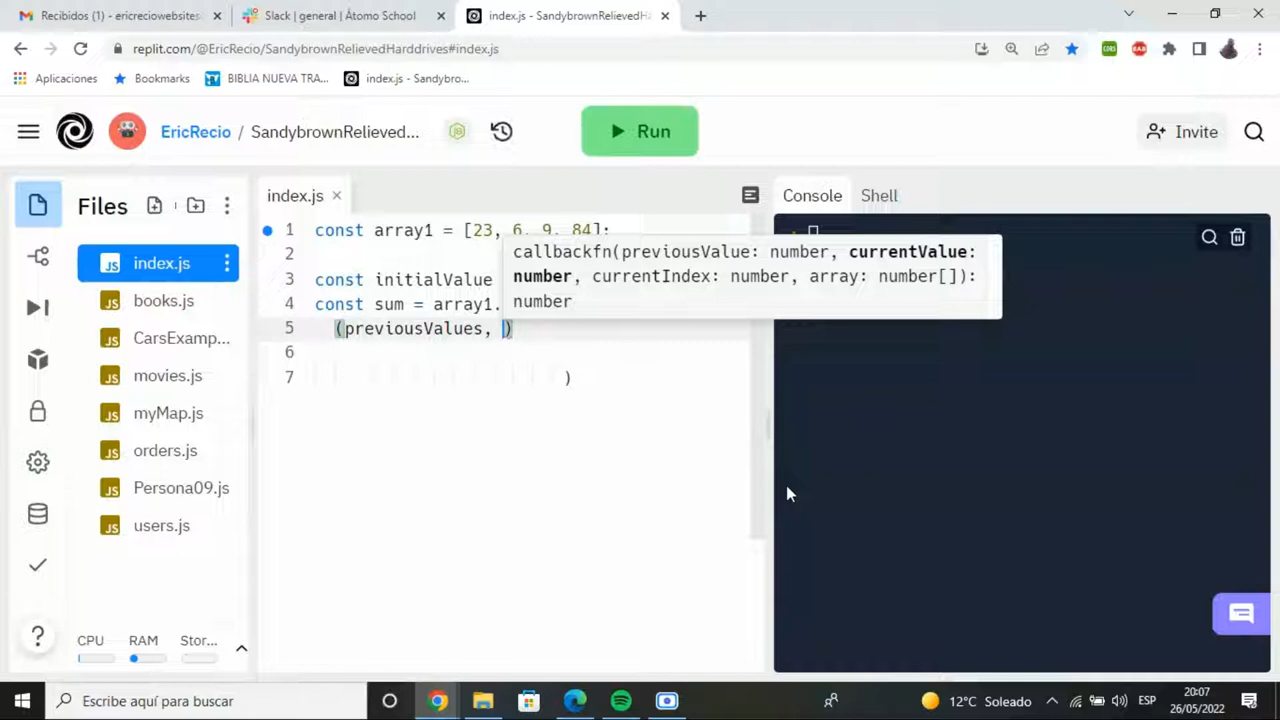 Recibidos (1) - ericreciowebsites
Slack | general | Átomo School
index.js - SandybrownRelievedHa
replit.com/@EricRecio/SandybrownRelievedHarddrives#index.js
Aplicaciones
Bookmarks
BIBLIA NUEVA TRA...
index.js - Sandybro...
EricRecio / SandybrownRelieved...
Run
Invite
Files
index.js
Console
Shell
index.js
books.js
CarsExamp...
movies.js
myMap.js
orders.js
Persona09.js
users.js
1 const array1 = [23, 6, 9, 84];
2
3 const initialValue
4 const sum = array1.
5 (previousValues, )
6
7 )
callbackfn(previousValue: number, currentValue:
number, currentIndex: number, array: number[]):
number
CPU
RAM
Stor...
Escribe aquí para buscar
12°C Soleado
ESP
20:07
26/05/2022